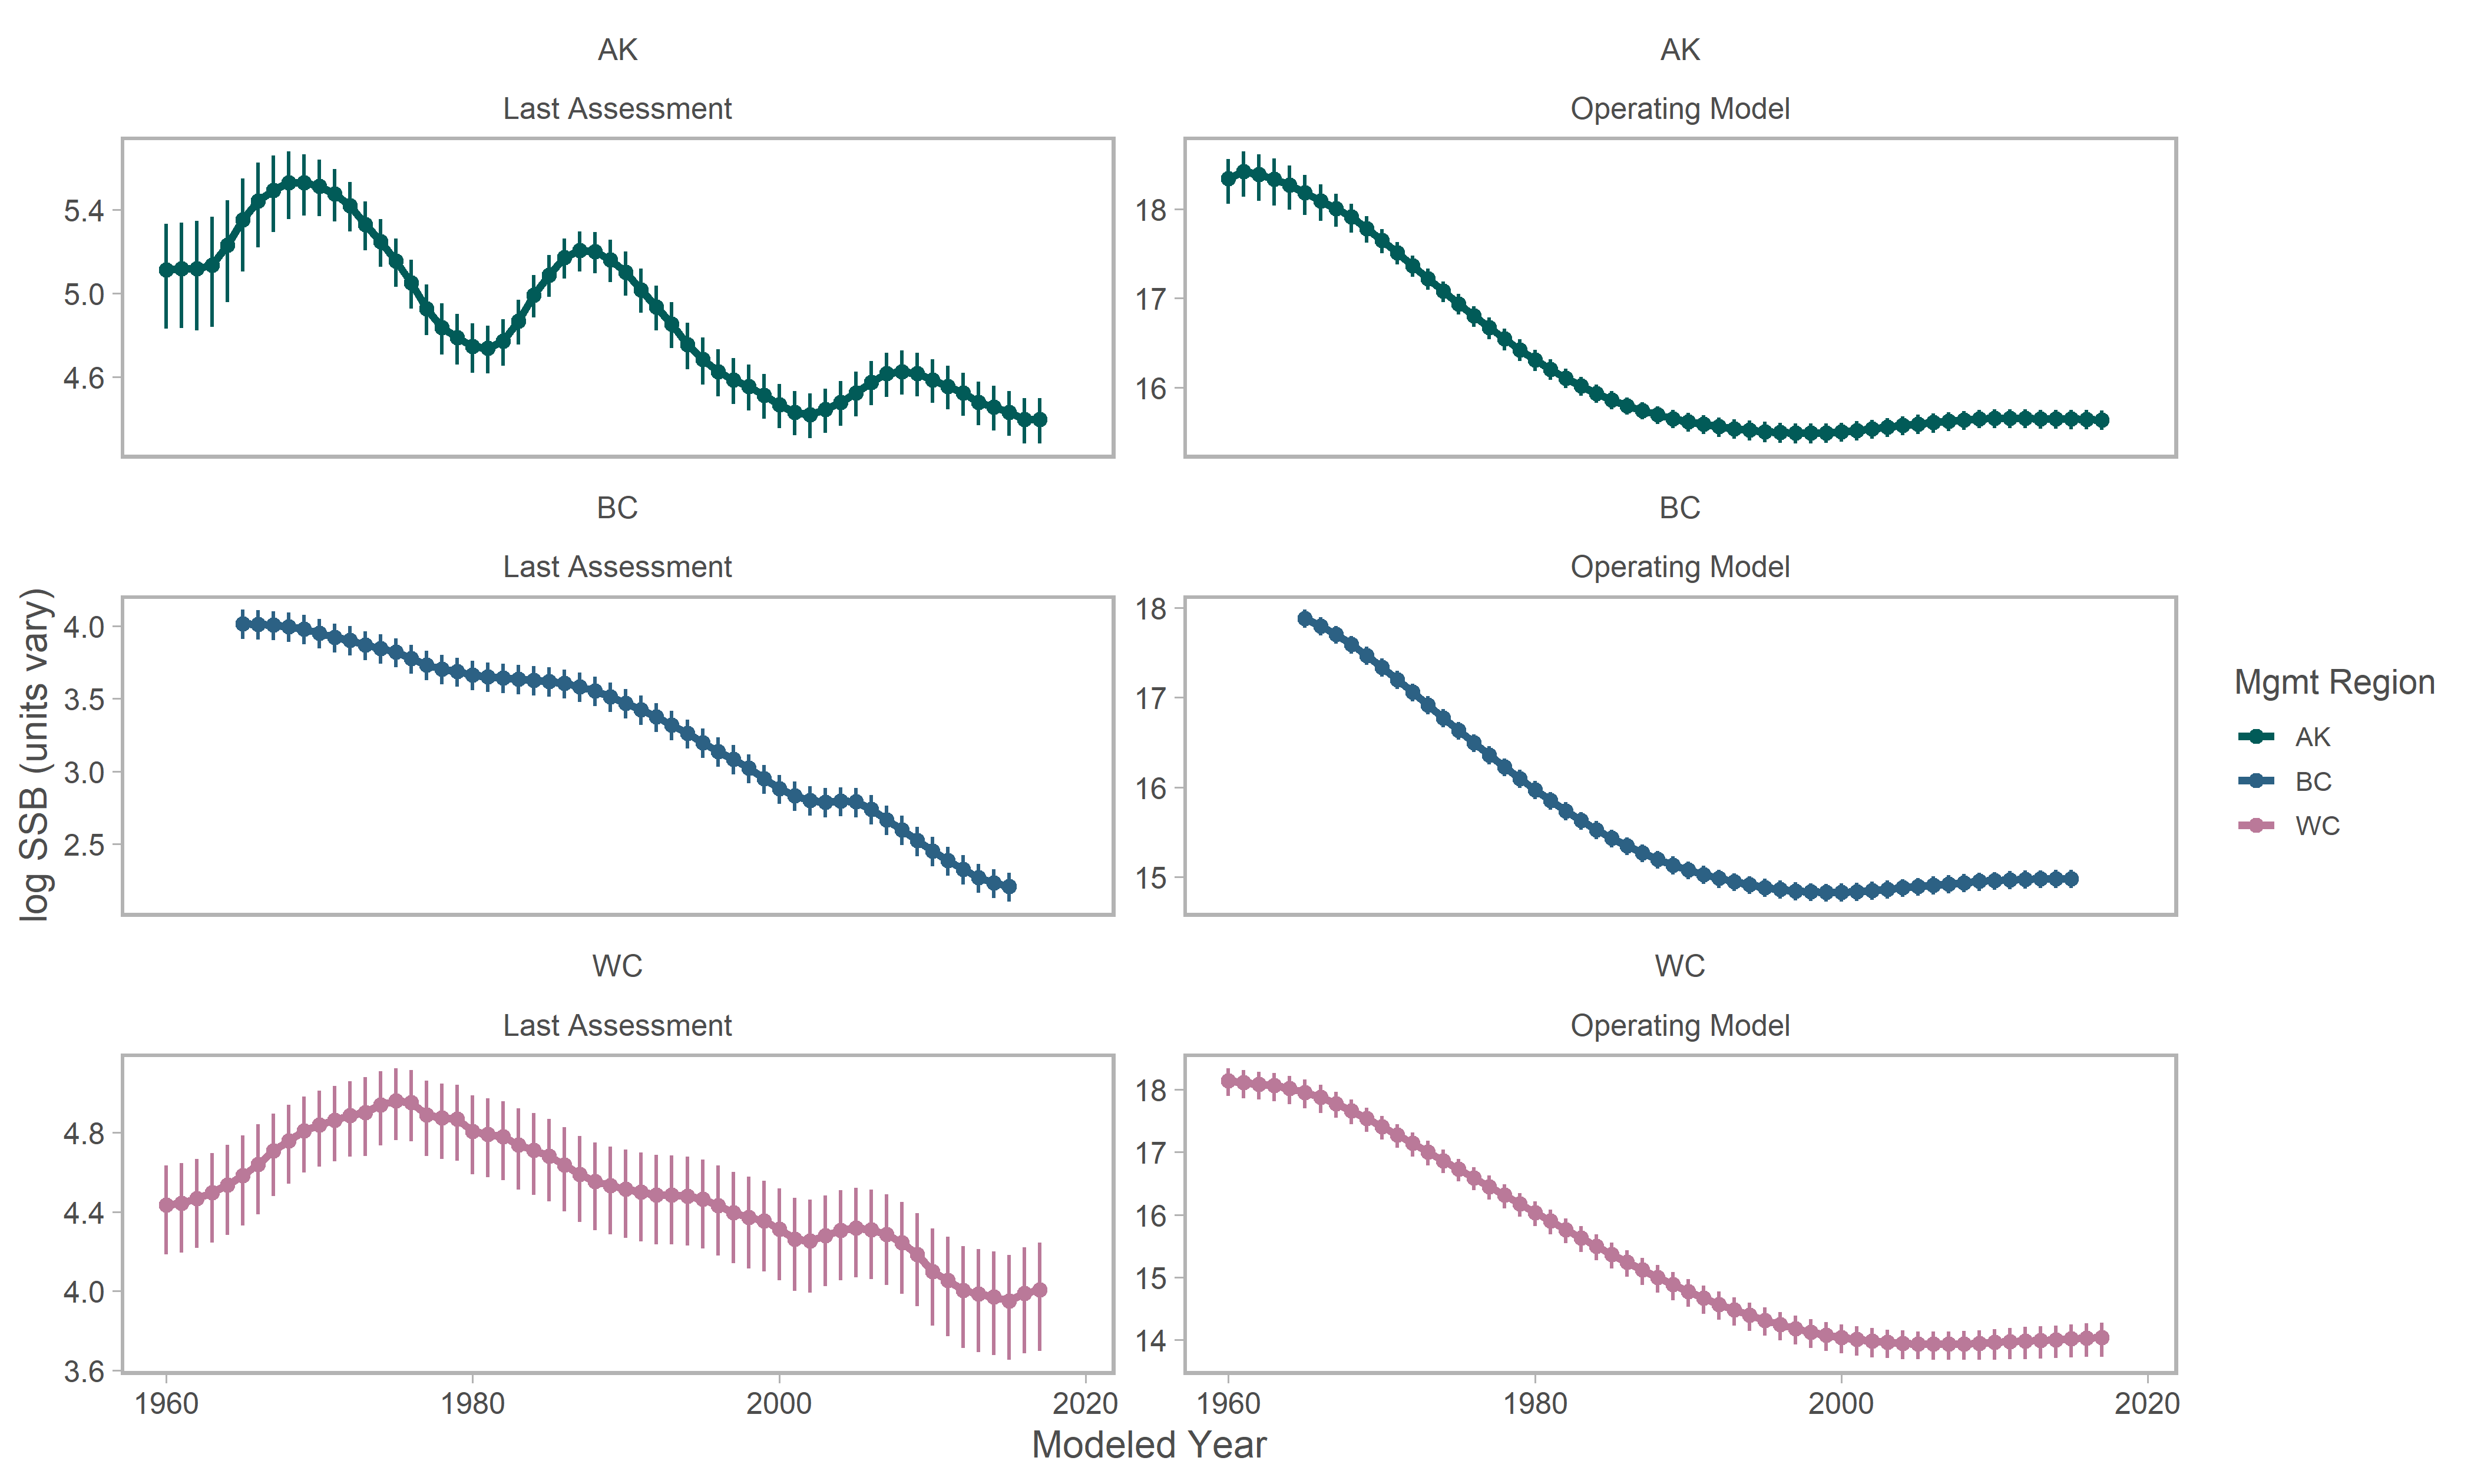 AK
Last Assessment
5.4
5.0
4.6
AK
Operating Model
18
17
16
BC
Last Assessment
4.0
3.5
3.0
2.5
BC
Operating Model
18
17
16
15
WC
Last Assessment
4.8
4.4
4.0
3.6
1960
1980
2000
2020
WC
Operating Model
18
17
16
15
14
1960
1980
2000
2020
log SSB (units vary)
Modeled Year
Mgmt Region
AK
BC
WC